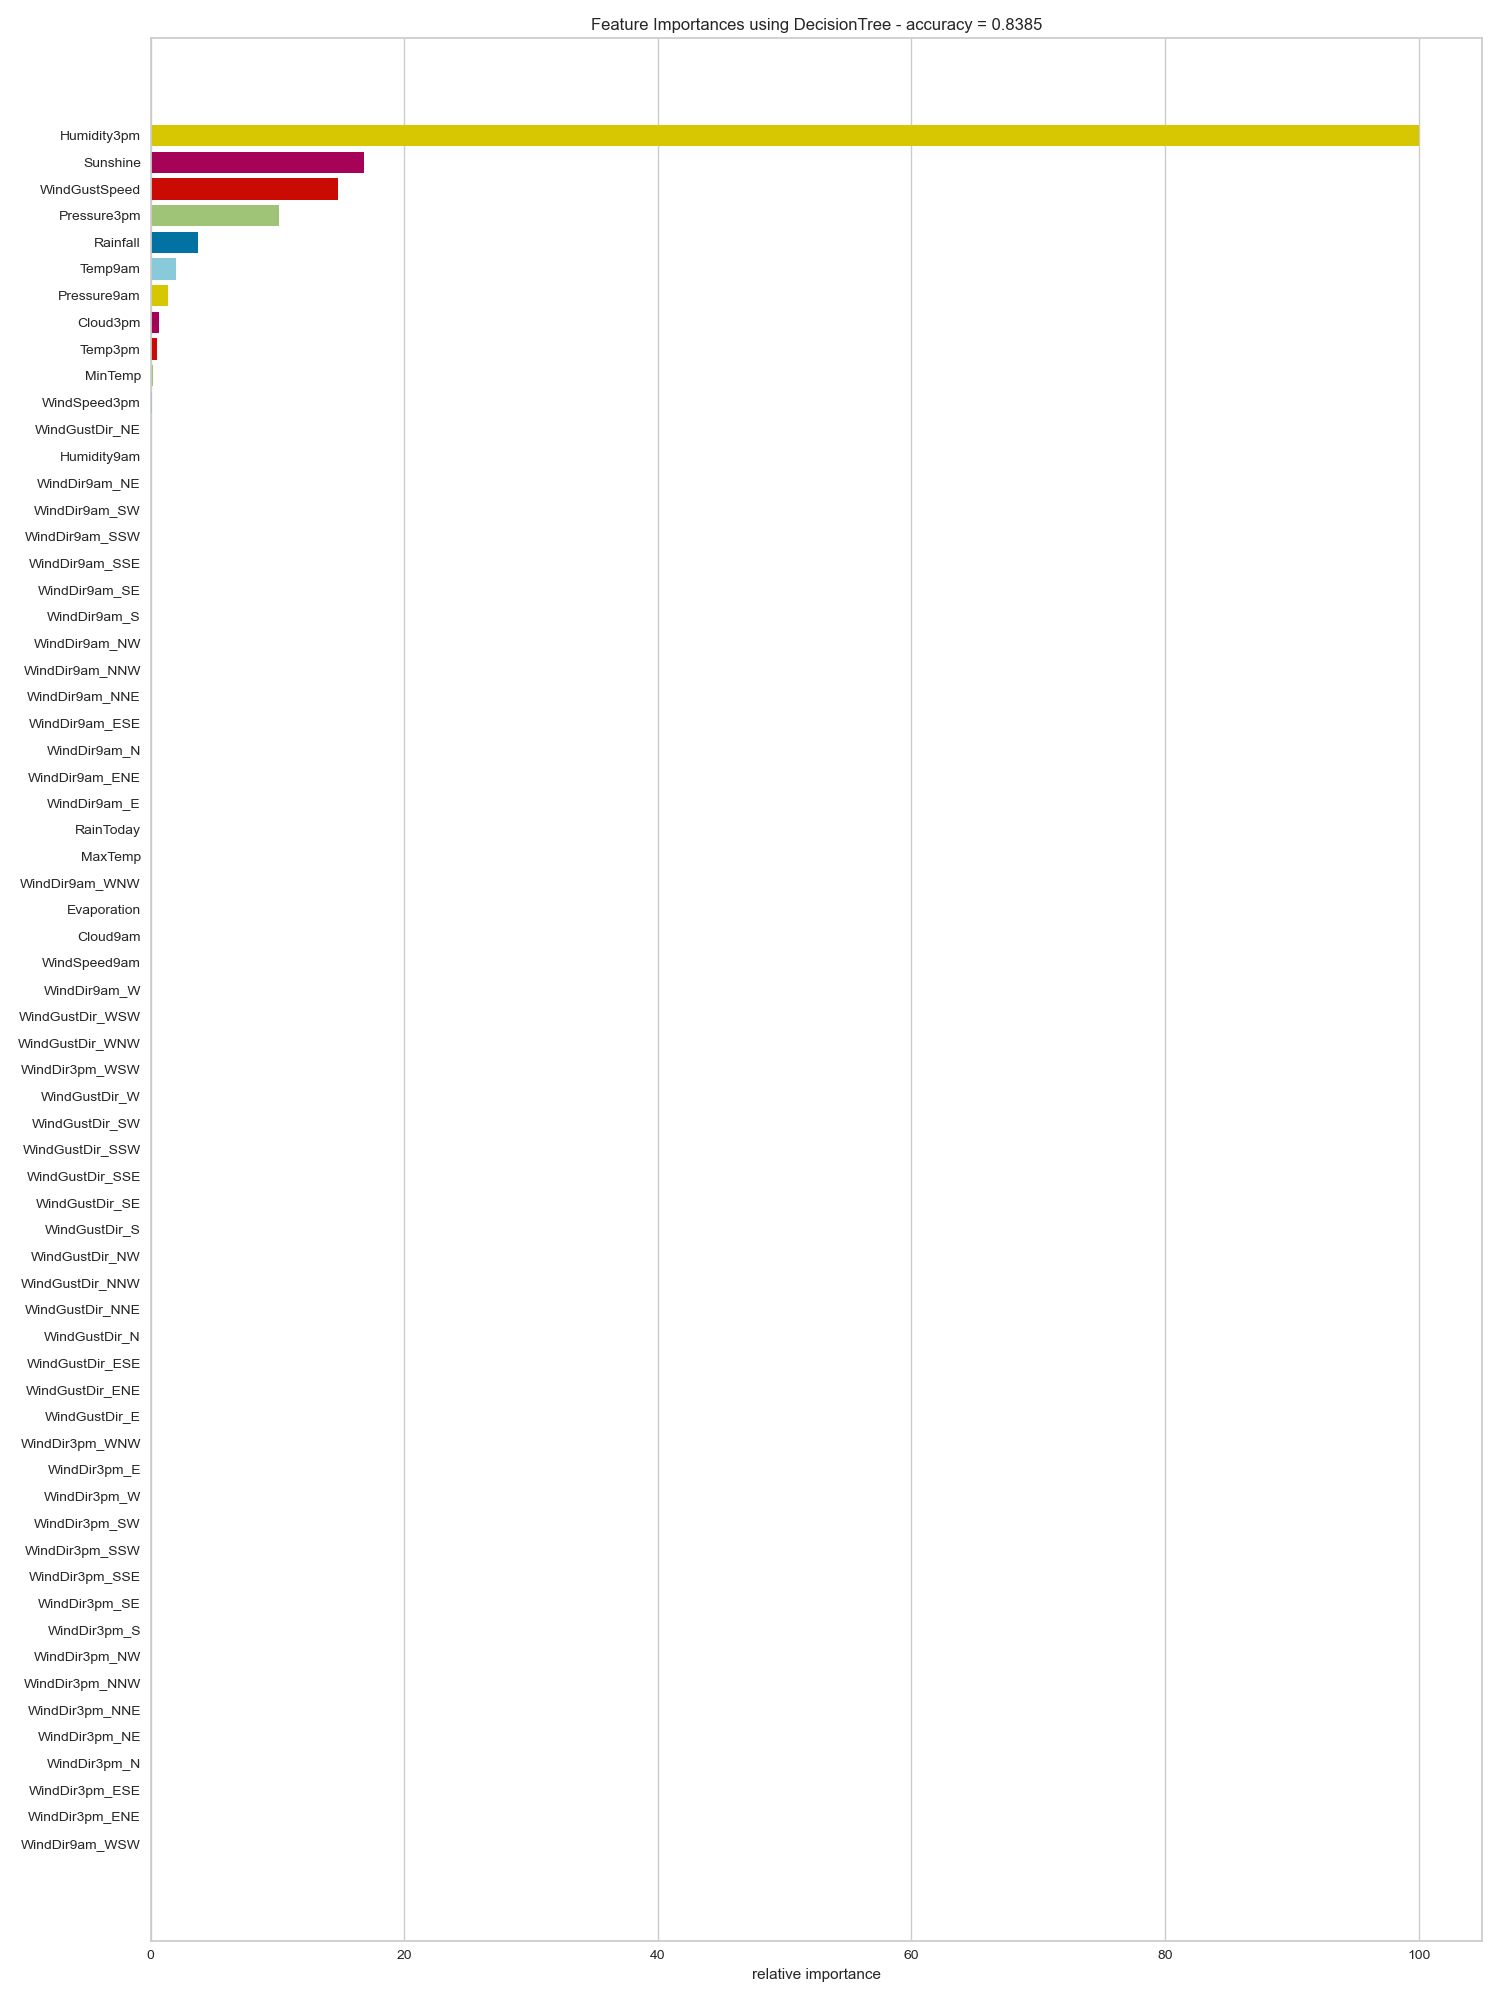 Feature Importances using DecisionTree - accuracy = 0.8385
Humidity3pm
Sunshine
WindGustSpeed
Pressure3pm
Rainfall
Temp9am
Pressure9am
Cloud3pm
Temp3pm
MinTemp
WindSpeed3pm
WindGustDir_NE
Humidity9am
WindDir9am_NE
WindDir9am_SW
WindDir9am_SSW
WindDir9am_SSE
WindDir9am_SE
WindDir9am_S
WindDir9am_NW
WindDir9am_NNW
WindDir9am_NNE
WindDir9am_ESE
WindDir9am_N
WindDir9am_ENE
WindDir9am_E
RainToday
MaxTemp
WindDir9am_WNW
Evaporation
Cloud9am
WindSpeed9am
WindDir9am_W
WindGustDir_WSW
WindGustDir_WNW
WindDir3pm_WSW
WindGustDir_W
WindGustDir_SW
WindGustDir_SSW
WindGustDir_SSE
WindGustDir_SE
WindGustDir_S
WindGustDir_NW
WindGustDir_NNW
WindGustDir_NNE
WindGustDir_N
WindGustDir_ESE
WindGustDir_ENE
WindGustDir_E
WindDir3pm_WNW
WindDir3pm_E
WindDir3pm_W
WindDir3pm_SW
WindDir3pm_SSW
WindDir3pm_SSE
WindDir3pm_SE
WindDir3pm_S
WindDir3pm_NW
WindDir3pm_NNW
WindDir3pm_NNE
WindDir3pm_NE
WindDir3pm_N
WindDir3pm_ESE
WindDir3pm_ENE
WindDir9am_WSW
0 20 40 60 80 100
relative importance